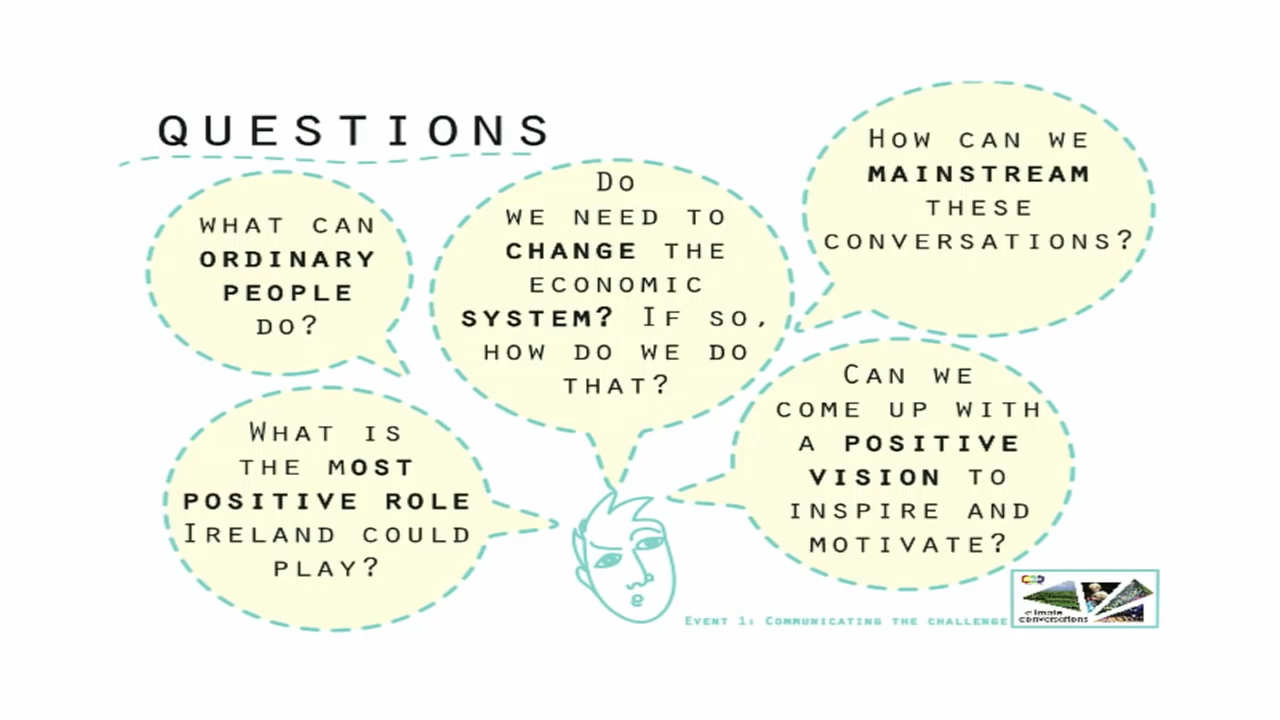 QUESTIONS
WHAT CAN
ORDINARY
PEOPLE
DO?
DO
WE NEED TO
CHANGE THE
ECONOMIC
SYSTEM? IF SO,
HOW DO WE DO
THAT?
HOW CAN WE
MAINSTREAM
THESE
CONVERSATIONS?
WHAT IS
THE MOST
POSITIVE ROLE
IRELAND COULD
PLAY?
CAN WE
COME UP WITH
A POSITIVE
VISION TO
INSPIRE AND
MOTIVATE?
EVENT 1: COMMUNICATING THE CHALLENGE
climate
conversations